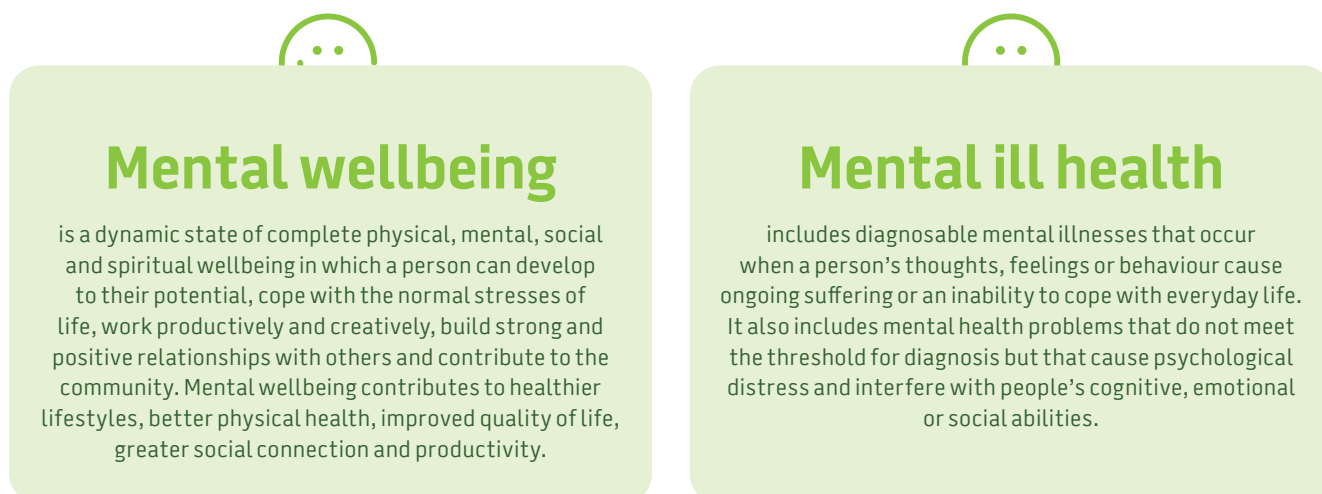 Mental wellbeing
is a dynamic state of complete physical, mental, social
and spiritual wellbeing in which a person can develop
to their potential, cope with the normal stresses of
life, work productively and creatively, build strong and
positive relationships with others and contribute to the
community. Mental wellbeing contributes to healthier
lifestyles, better physical health, improved quality of life,
greater social connection and productivity.
Mental ill health
includes diagnosable mental illnesses that occur
when a person’s thoughts, feelings or behaviour cause
ongoing suffering or an inability to cope with everyday life.
It also includes mental health problems that do not meet
the threshold for diagnosis but that cause psychological
distress and interfere with people’s cognitive, emotional
or social abilities.